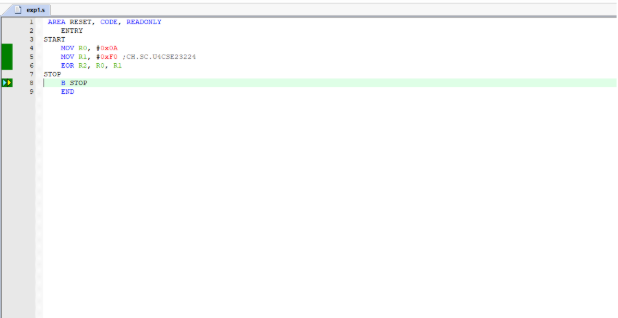 expt.s
1 AREA RESET, CODE, READONLY
2 ENTRY
3 START
4 MOV R0, #0x0A
5 MOV R1, #0xF0 ;CH.SC.U4CSE23224
6 EOR R2, R0, R1
7 STOP
8 B STOP
9 END